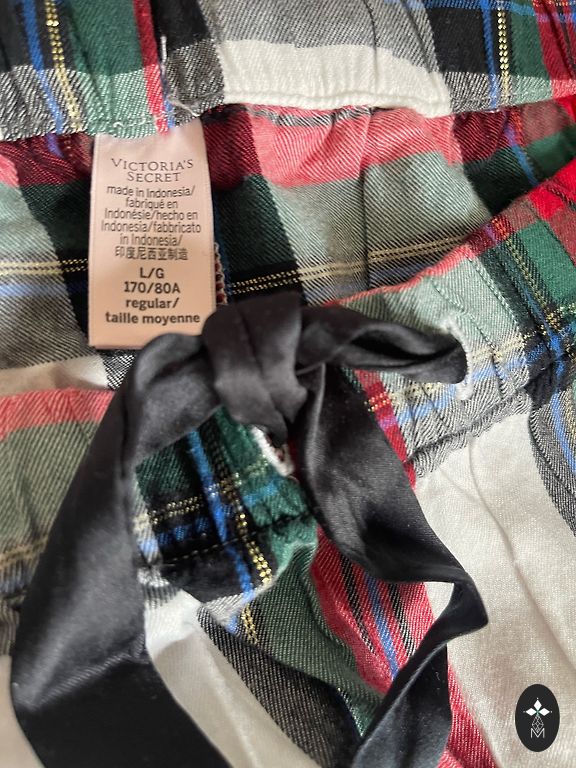 VICTORIA'S
SECRET
made in Indonesia/
fabriqué en
Indonésie/hecho en
Indonesia/fabbricato
in Indonesia/
印度尼西亚制造
L/G
170/80A
regular/
taille moyenne
M